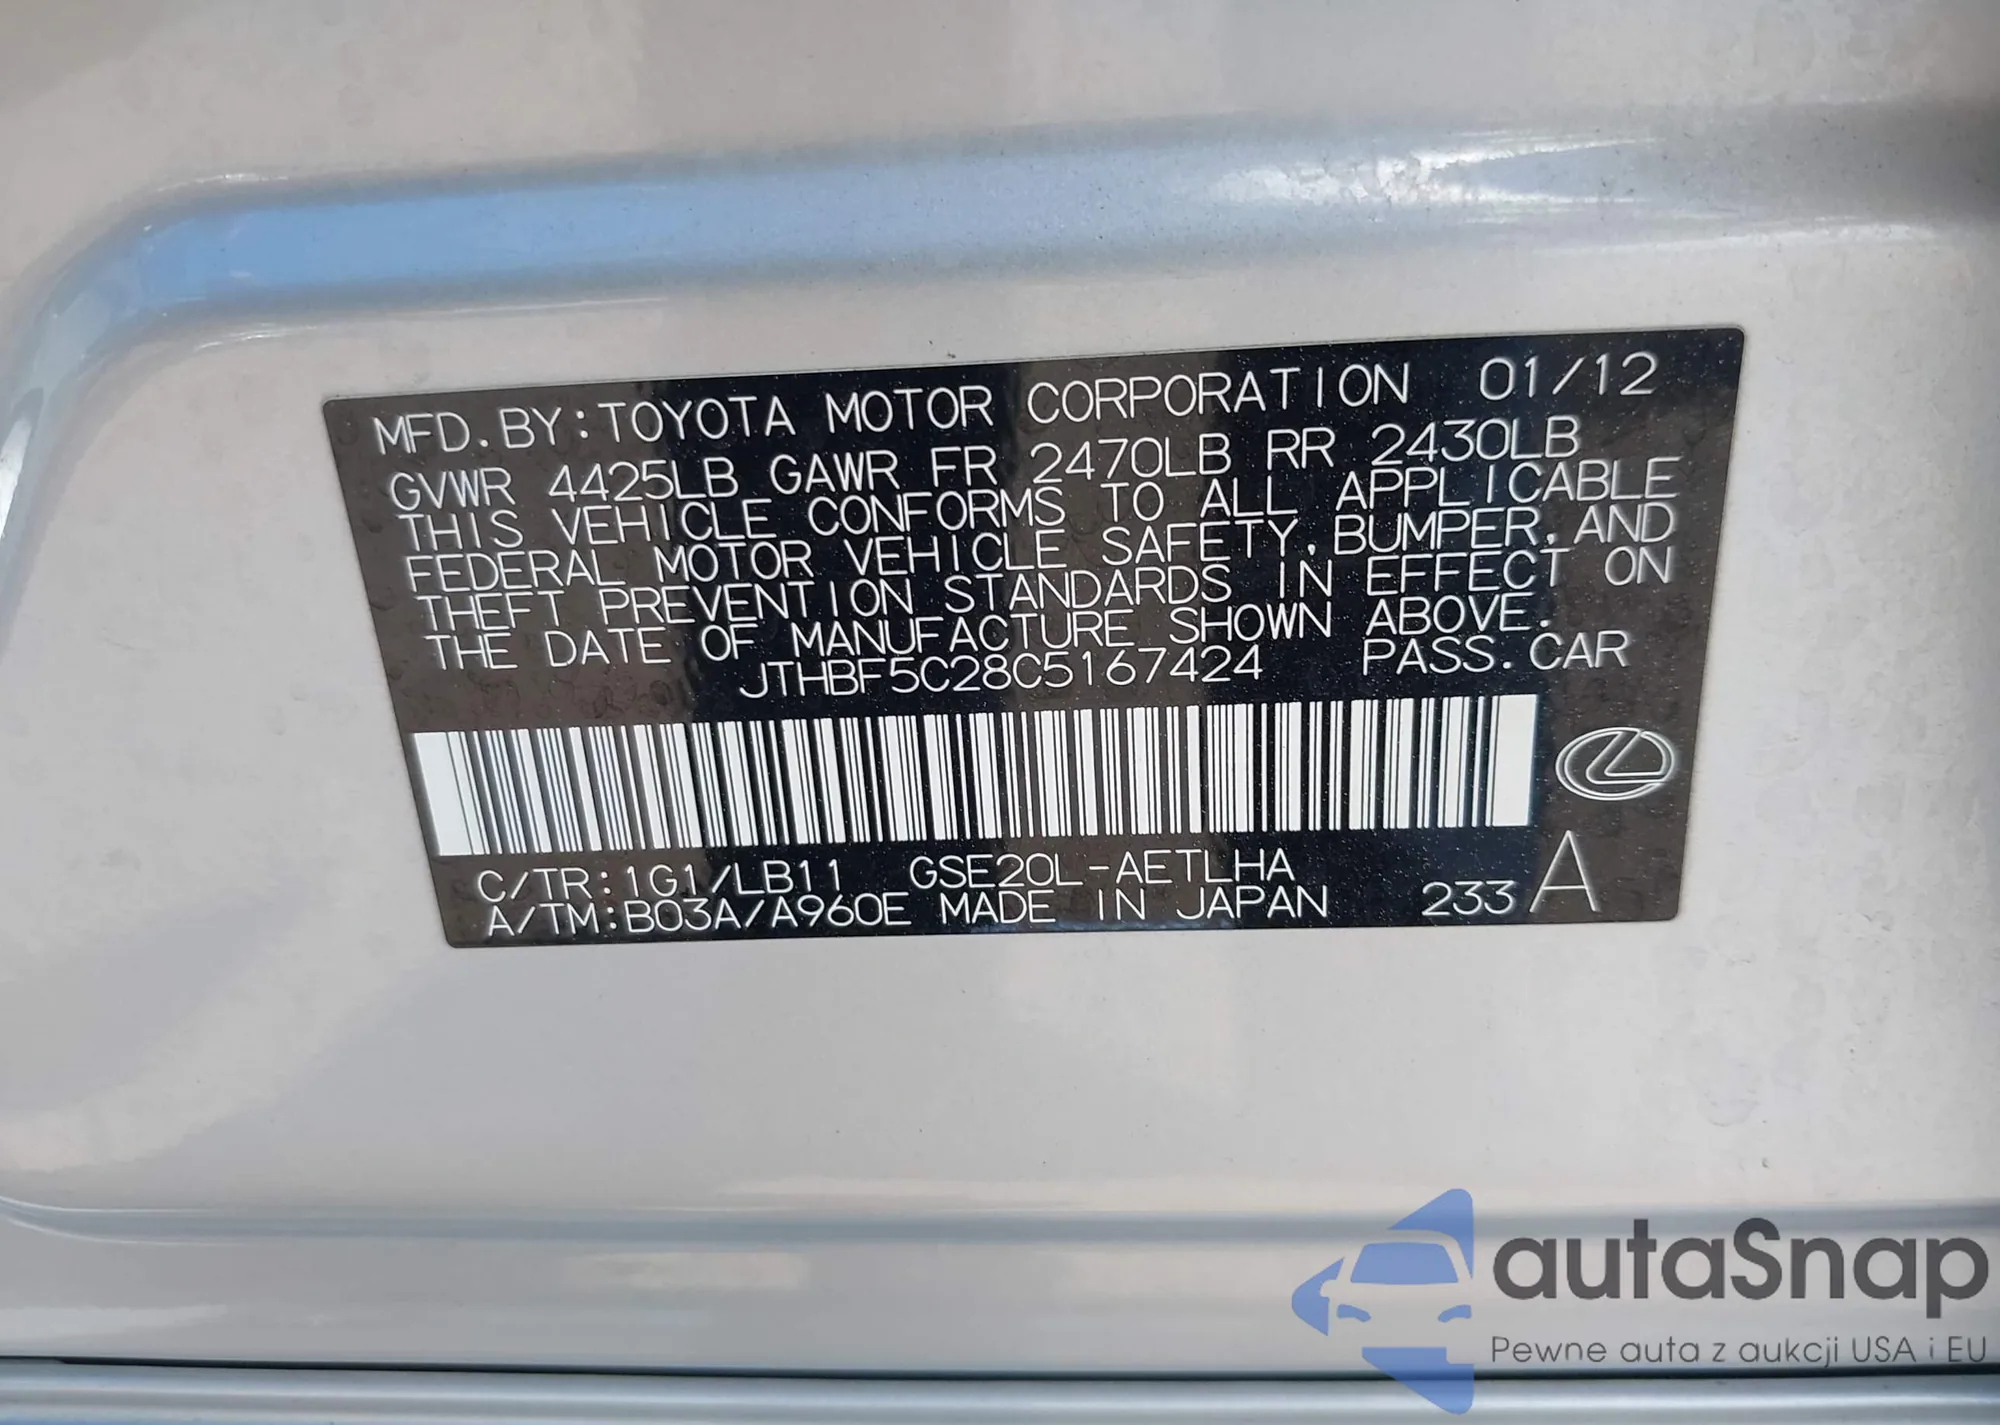 MFD. BY: TOYOTA MOTOR CORPORATION 01/12
GVWR 4425LB GAWR FR 2470LB RR 2430LB
THIS VEHICLE CONFORMS TO ALL APPLICABLE
FEDERAL MOTOR VEHICLE SAFETY, BUMPER, AND
THEFT PREVENTION STANDARDS IN EFFECT ON
THE DATE OF MANUFACTURE SHOWN ABOVE.
JTHBF5C28C5167424 PASS. CAR
C/TR: 1G1/LB11 GSE20L-AETLHA
A/TM: B03A/A960E MADE IN JAPAN 233 A
autaSnap
Pewne auta z aukcji USA i EU